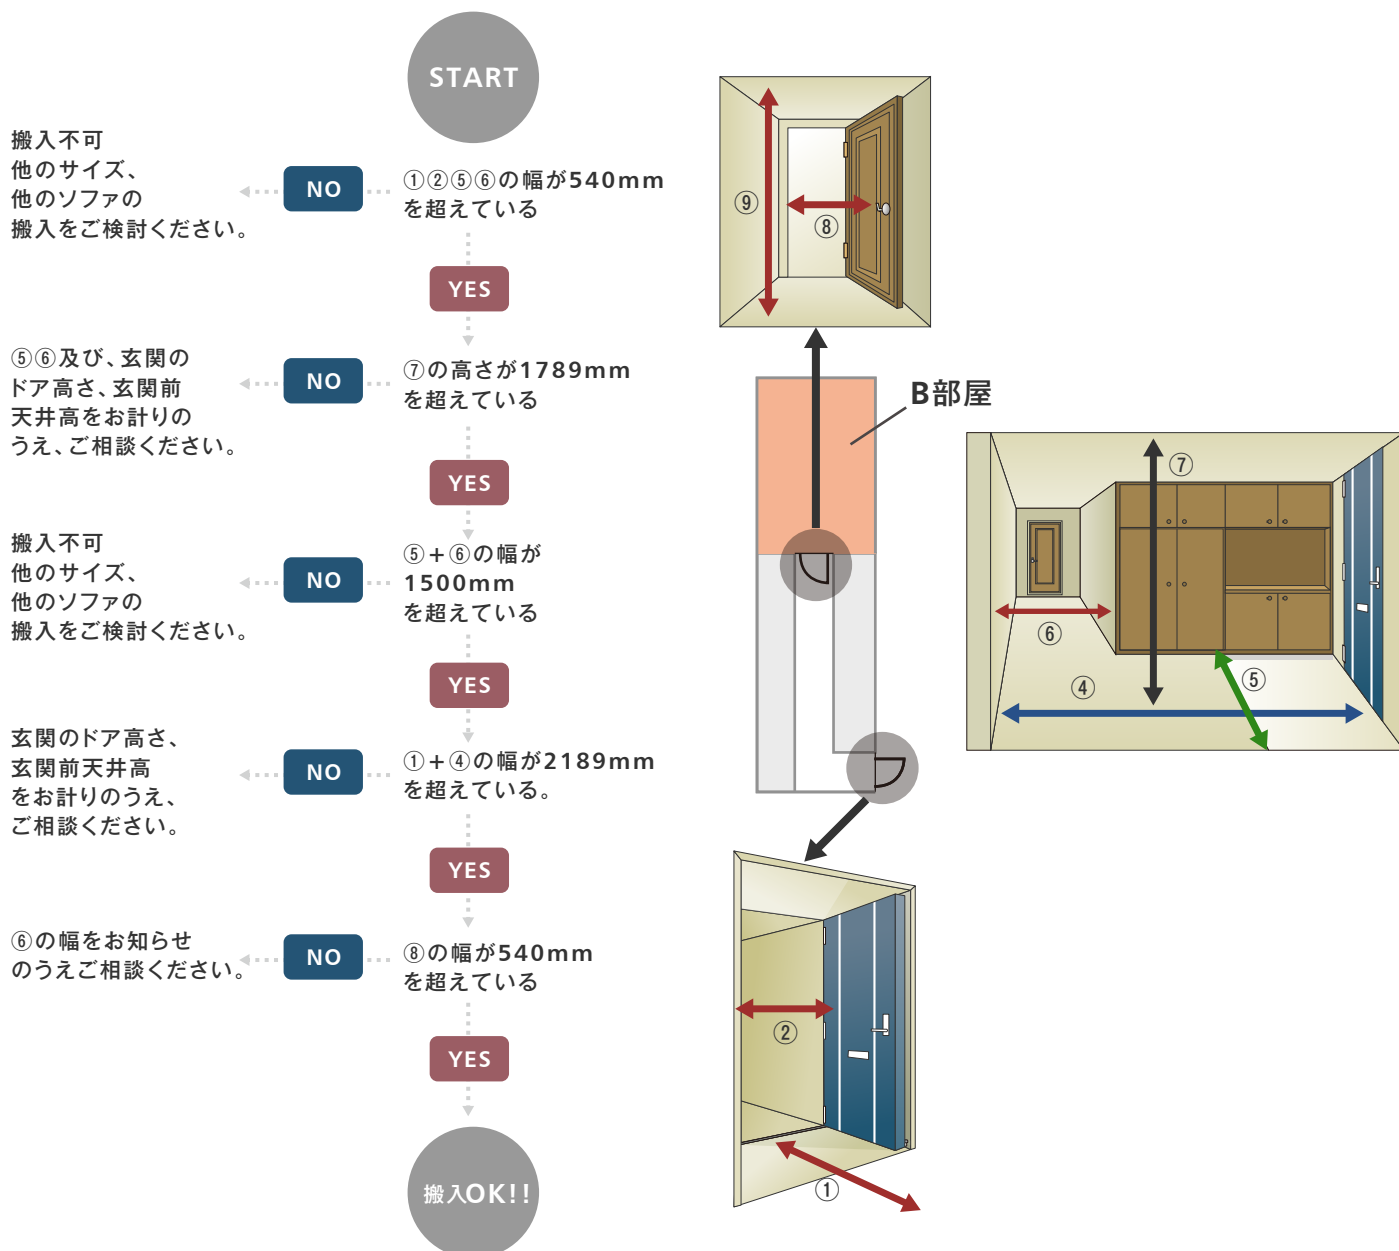 START
①②⑤⑥の幅が540mm
を超えている
NO
搬入不可
他のサイズ、
他のソファの
搬入をご検討ください。
YES
⑦の高さが1789mm
を超えている
NO
⑤⑥及び、玄関の
ドア高さ、玄関前
天井高をお計りの
うえ、ご相談ください。
YES
⑤+⑥の幅が
1500mm
を超えている
NO
搬入不可
他のサイズ、
他のソファの
搬入をご検討ください。
YES
①+④の幅が2189mm
を超えている。
NO
玄関のドア高さ、
玄関前天井高
をお計りのうえ、
ご相談ください。
YES
⑧の幅が540mm
を超えている
NO
⑥の幅をお知らせ
のうえご相談ください。
YES
搬入OK!!
⑨
⑧
B部屋
⑦
⑥
④
⑤
②
①